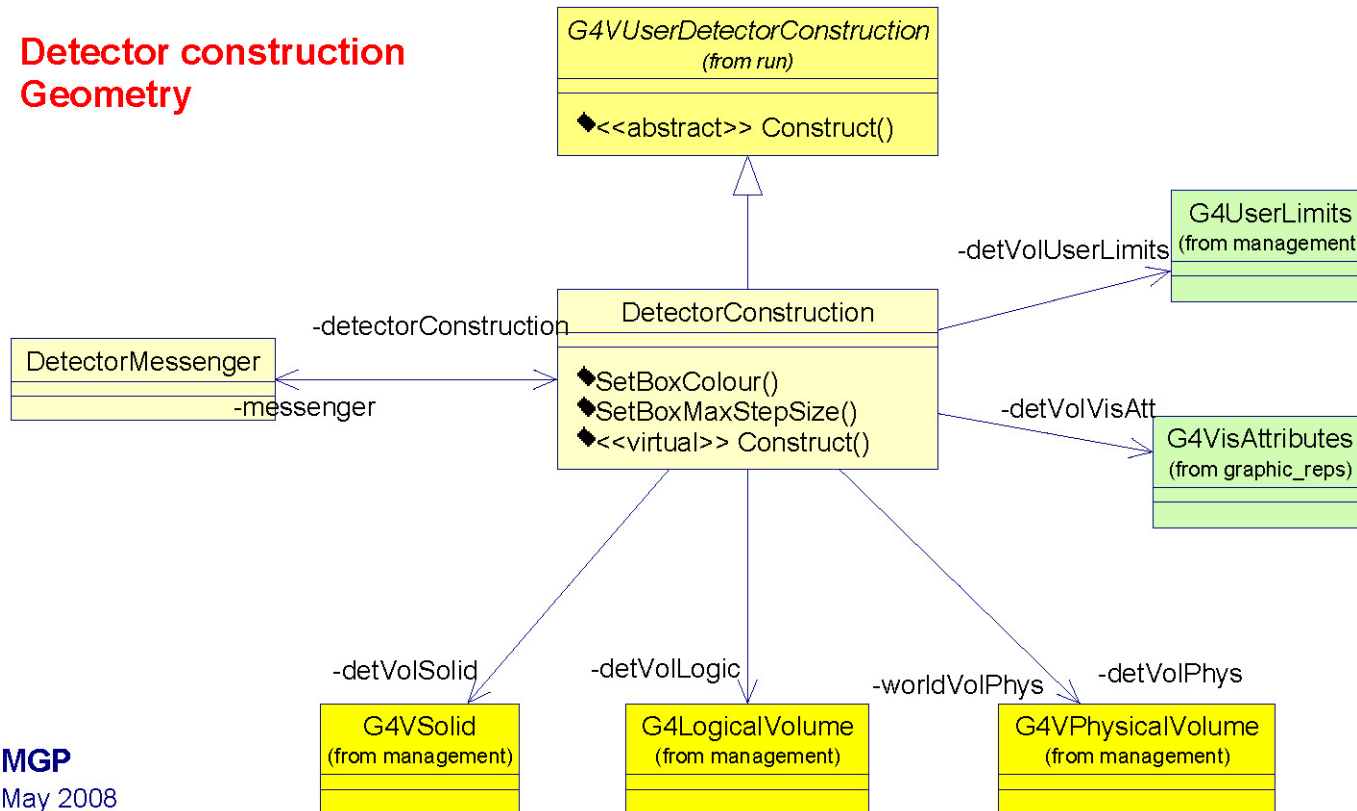 Detector construction
Geometry
G4VUserDetectorConstruction
(from run)
<<abstract>> Construct()
G4UserLimits
(from management
-detVolUserLimits
DetectorConstruction
-detectorConstruction
DetectorMessenger
SetBoxColour()
-messenger
SetBoxMaxStepSize()
-detVolVisAtt
<<virtual>> Construct()
G4VisAttributes
(from graphic_reps)
-detVolSolid
-detVolLogic
-worldVolPhys
-detVolPhys
G4VSolid
(from management)
G4LogicalVolume
(from management)
G4VPhysicalVolume
(from management)
MGP
May 2008